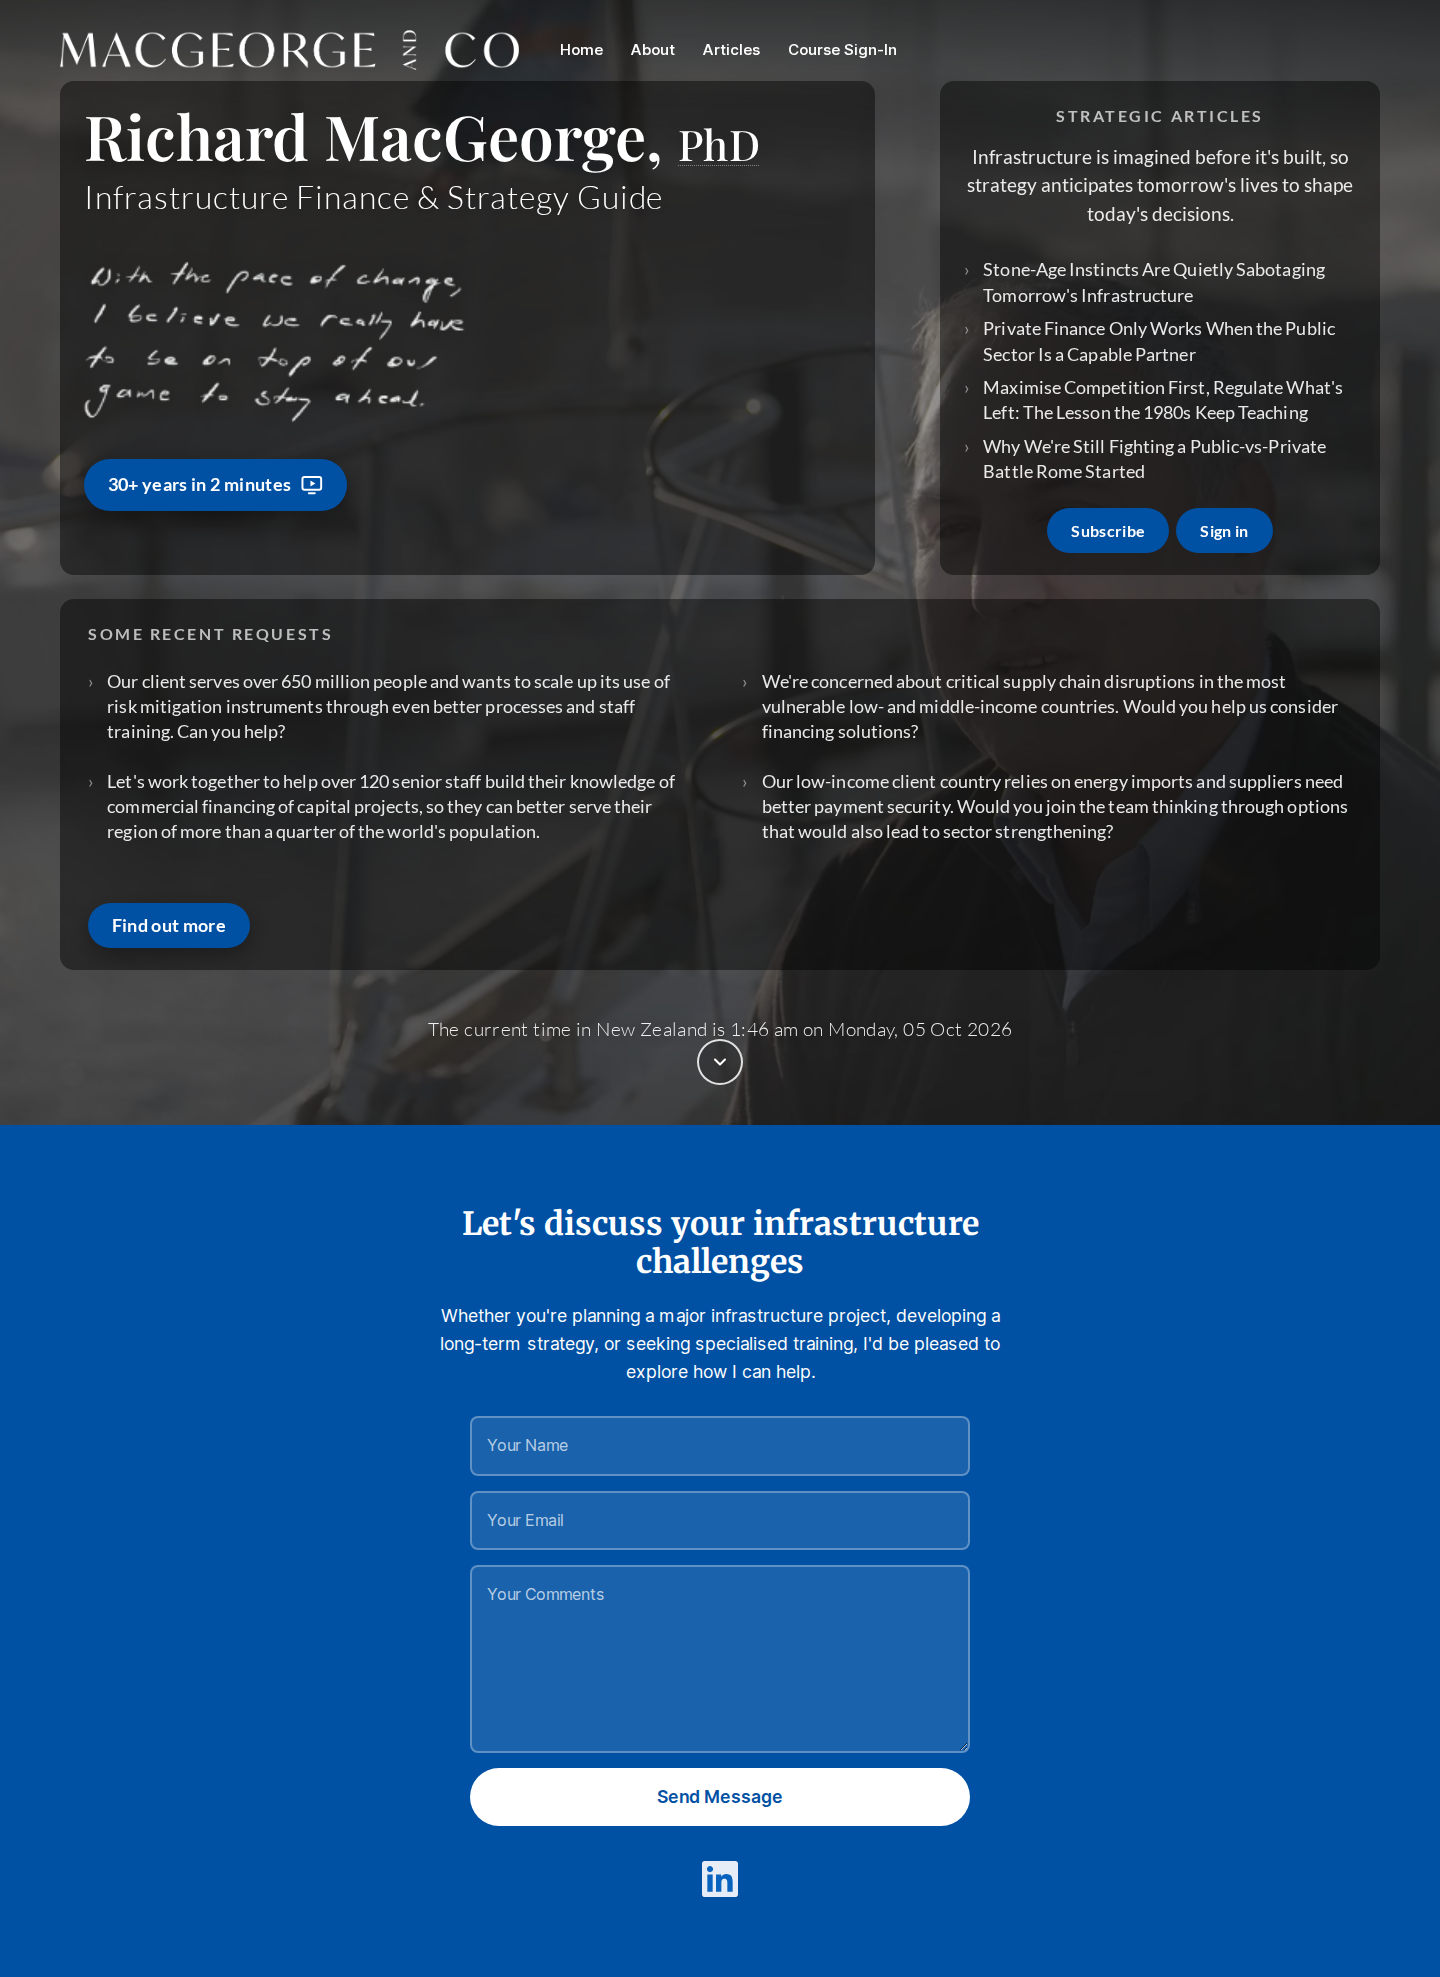 MACGEORGE AND CO
Home About Articles Course Sign-In
Richard MacGeorge, PhD
Infrastructure Finance & Strategy Guide
With the pace of change,
I believe we really have
to be on top of our
game to stay ahead.
30+ years in 2 minutes
STRATEGIC ARTICLES
Infrastructure is imagined before it's built, so
strategy anticipates tomorrow's lives to shape
today's decisions.
› Stone-Age Instincts Are Quietly Sabotaging
Tomorrow's Infrastructure
› Private Finance Only Works When the Public
Sector Is a Capable Partner
› Maximise Competition First, Regulate What's
Left: The Lesson the 1980s Keep Teaching
› Why We're Still Fighting a Public-vs-Private
Battle Rome Started
Subscribe Sign in
SOME RECENT REQUESTS
› Our client serves over 650 million people and wants to scale up its use of
risk mitigation instruments through even better processes and staff
training. Can you help?
› We're concerned about critical supply chain disruptions in the most
vulnerable low- and middle-income countries. Would you help us consider
financing solutions?
› Let's work together to help over 120 senior staff build their knowledge of
commercial financing of capital projects, so they can better serve their
region of more than a quarter of the world's population.
› Our low-income client country relies on energy imports and suppliers need
better payment security. Would you join the team thinking through options
that would also lead to sector strengthening?
Find out more
The current time in New Zealand is 1:46 am on Monday, 05 Oct 2026
Let's discuss your infrastructure
challenges
Whether you're planning a major infrastructure project, developing a
long-term strategy, or seeking specialised training, I'd be pleased to
explore how I can help.
Your Name
Your Email
Your Comments
Send Message
in